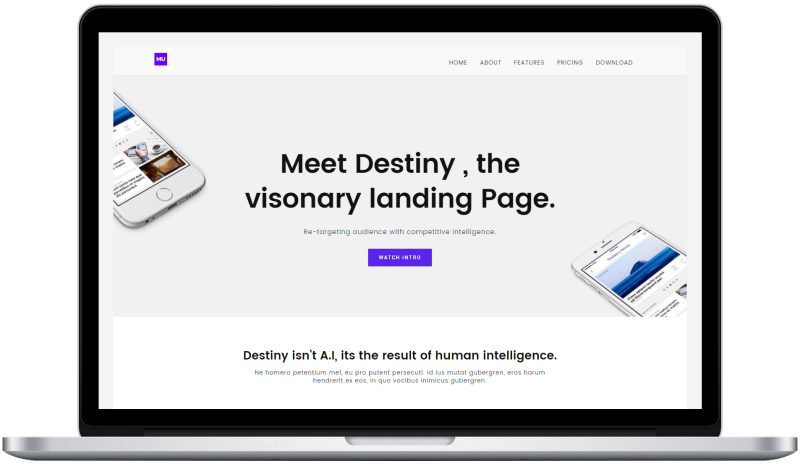 MU
HOME ABOUT FEATURES PRICING DOWNLOAD
Meet Destiny , the
visonary landing Page.
Re-targeting audience with competitive intelligence.
WATCH INTRO
Today's News
Destiny isn't A.I, its the result of human intelligence.
Ne homero petentium mel, eu pro putent persecuti. Id ius mutat gubergren, eros harum
hendrerit ex eos, in quo vocibus inimicus gubergren.